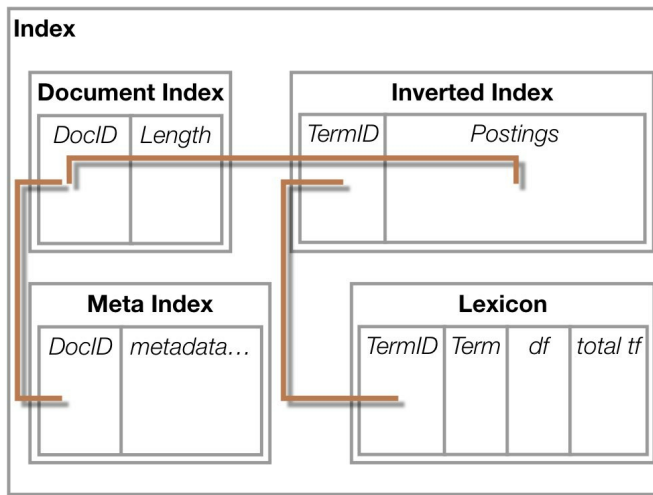 Index
Document Index
DocID Length
Inverted Index
TermID Postings
Meta Index
DocID metadata…
Lexicon
TermID Term df total tf